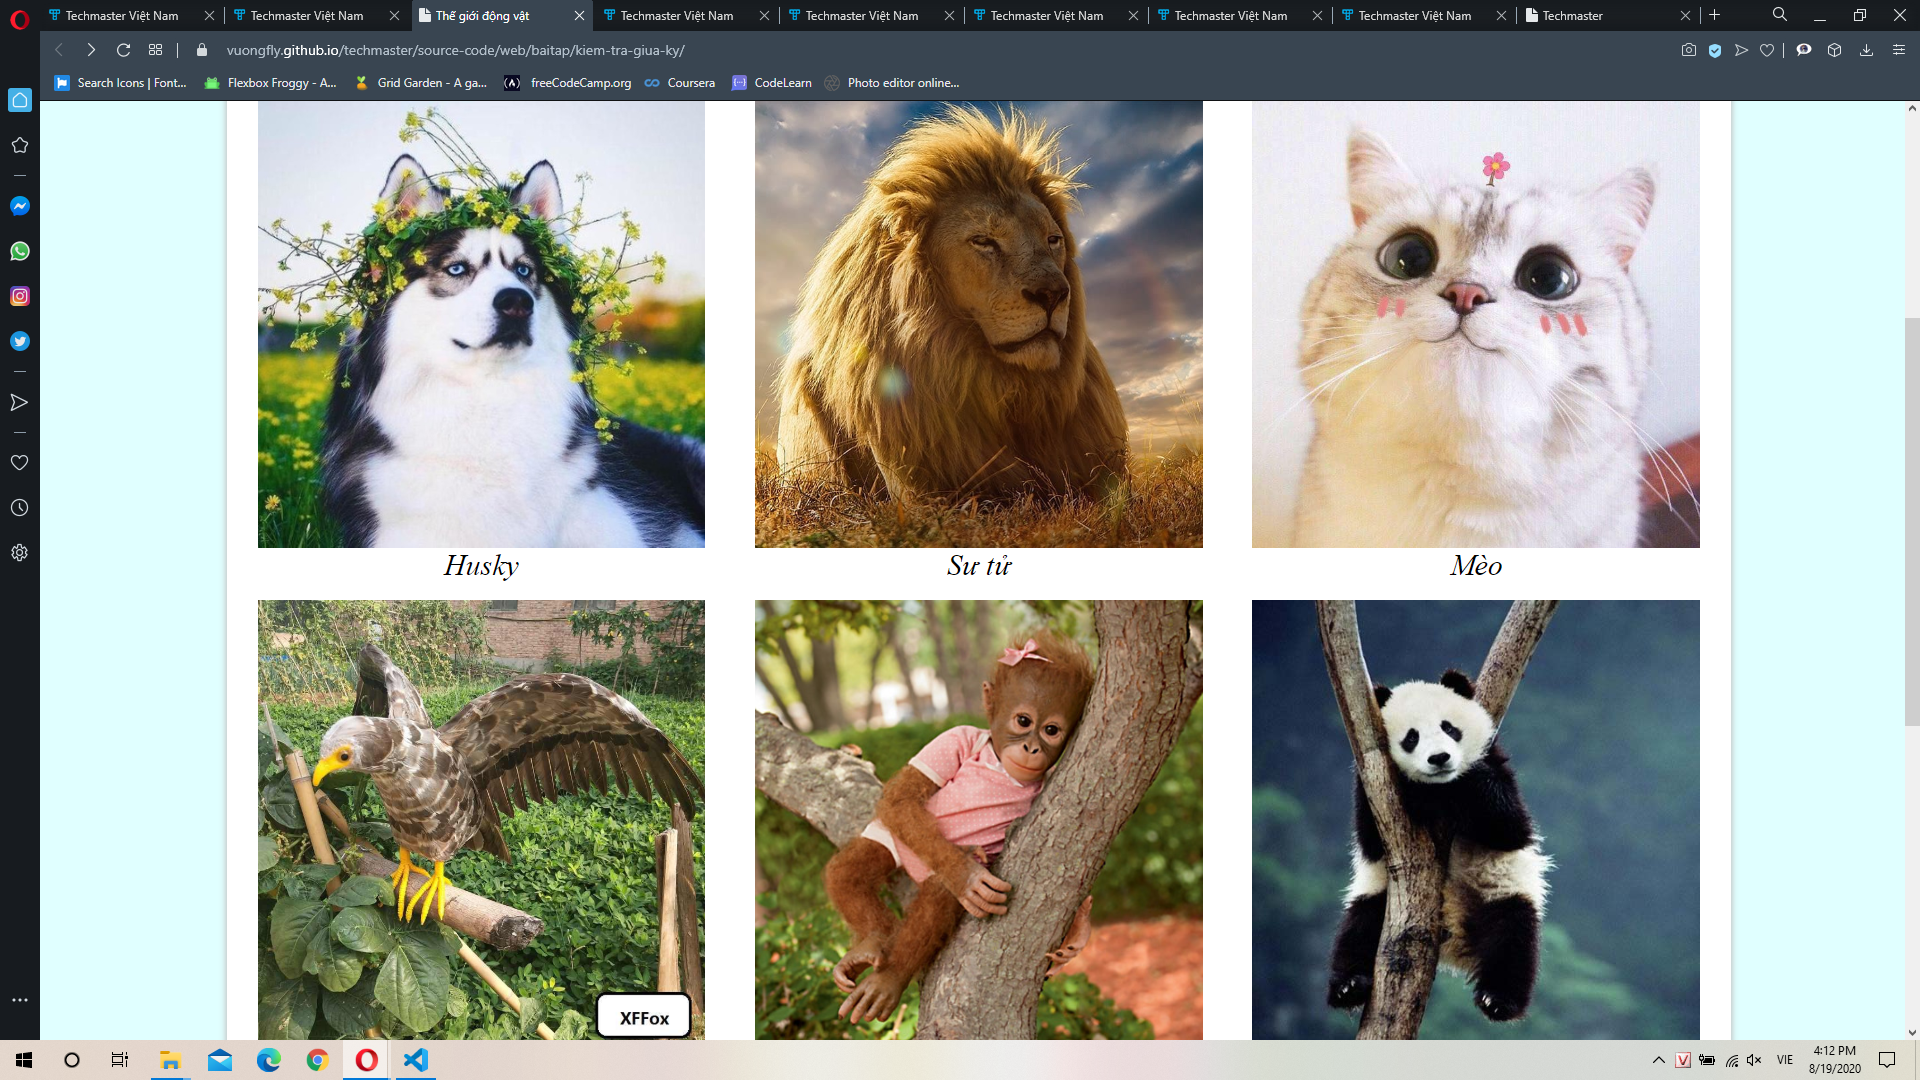 Techmaster Việt Nam
Techmaster Việt Nam
Thế giới động vật
Techmaster Việt Nam
Techmaster Việt Nam
Techmaster Việt Nam
Techmaster Việt Nam
Techmaster Việt Nam
Techmaster
vuongfly.github.io/techmaster/source-code/web/baitap/kiem-tra-giua-ky/
Search Icons | Font...
Flexbox Froggy - A...
Grid Garden - A ga...
freeCodeCamp.org
Coursera
CodeLearn
Photo editor online...
Husky
Sư tử
Mèo
XFFox
VIE
4:12 PM
8/19/2020